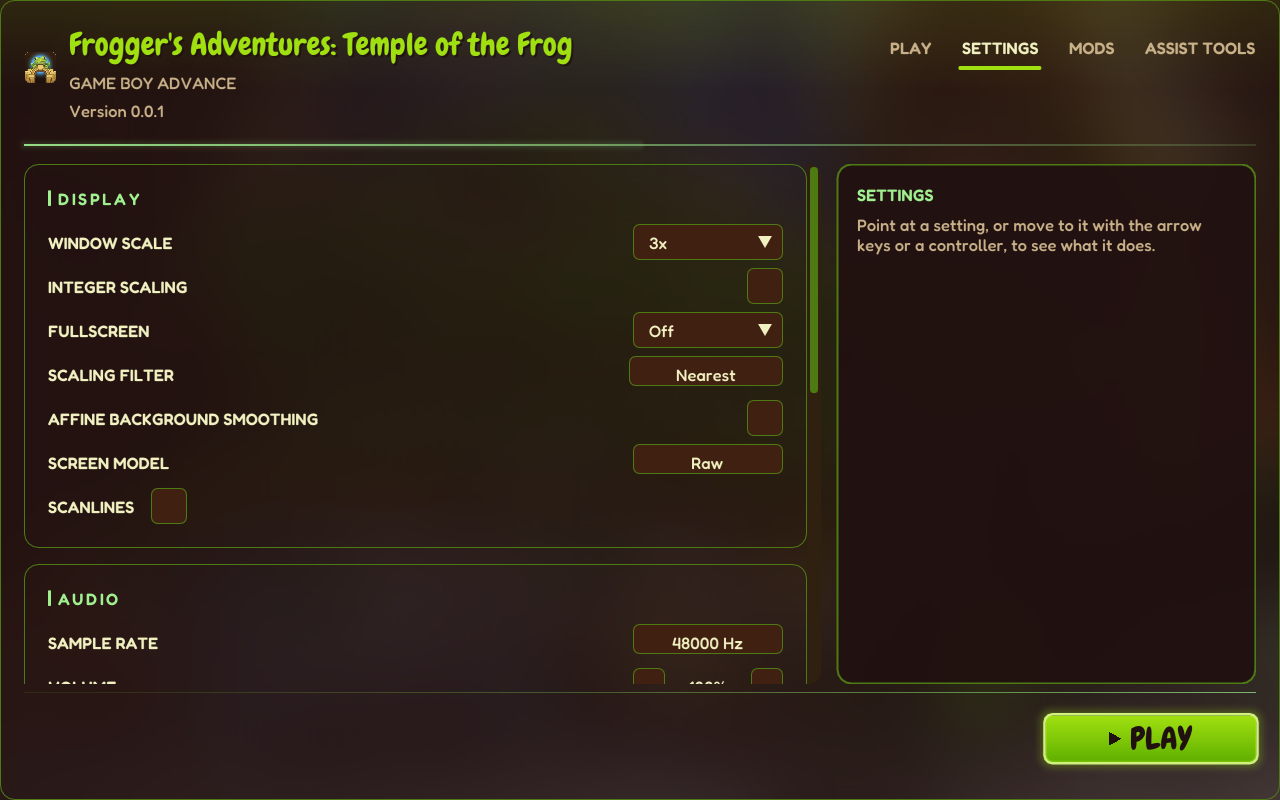 Frogger's Adventures: Temple of the Frog
GAME BOY ADVANCE
Version 0.0.1
PLAY
SETTINGS
MODS
ASSIST TOOLS
DISPLAY
WINDOW SCALE
3x
INTEGER SCALING
FULLSCREEN
Off
SCALING FILTER
Nearest
AFFINE BACKGROUND SMOOTHING
SCREEN MODEL
Raw
SCANLINES
AUDIO
SAMPLE RATE
48000 Hz
VOLUME
100%
SETTINGS
Point at a setting, or move to it with the arrow
keys or a controller, to see what it does.
PLAY